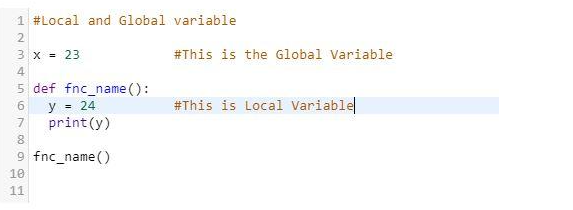 1 #Local and Global variable
2
3 x = 23 #This is the Global Variable
4
5 def fnc_name():
6 y = 24 #This is Local Variable
7 print(y)
8
9 fnc_name()
10
11